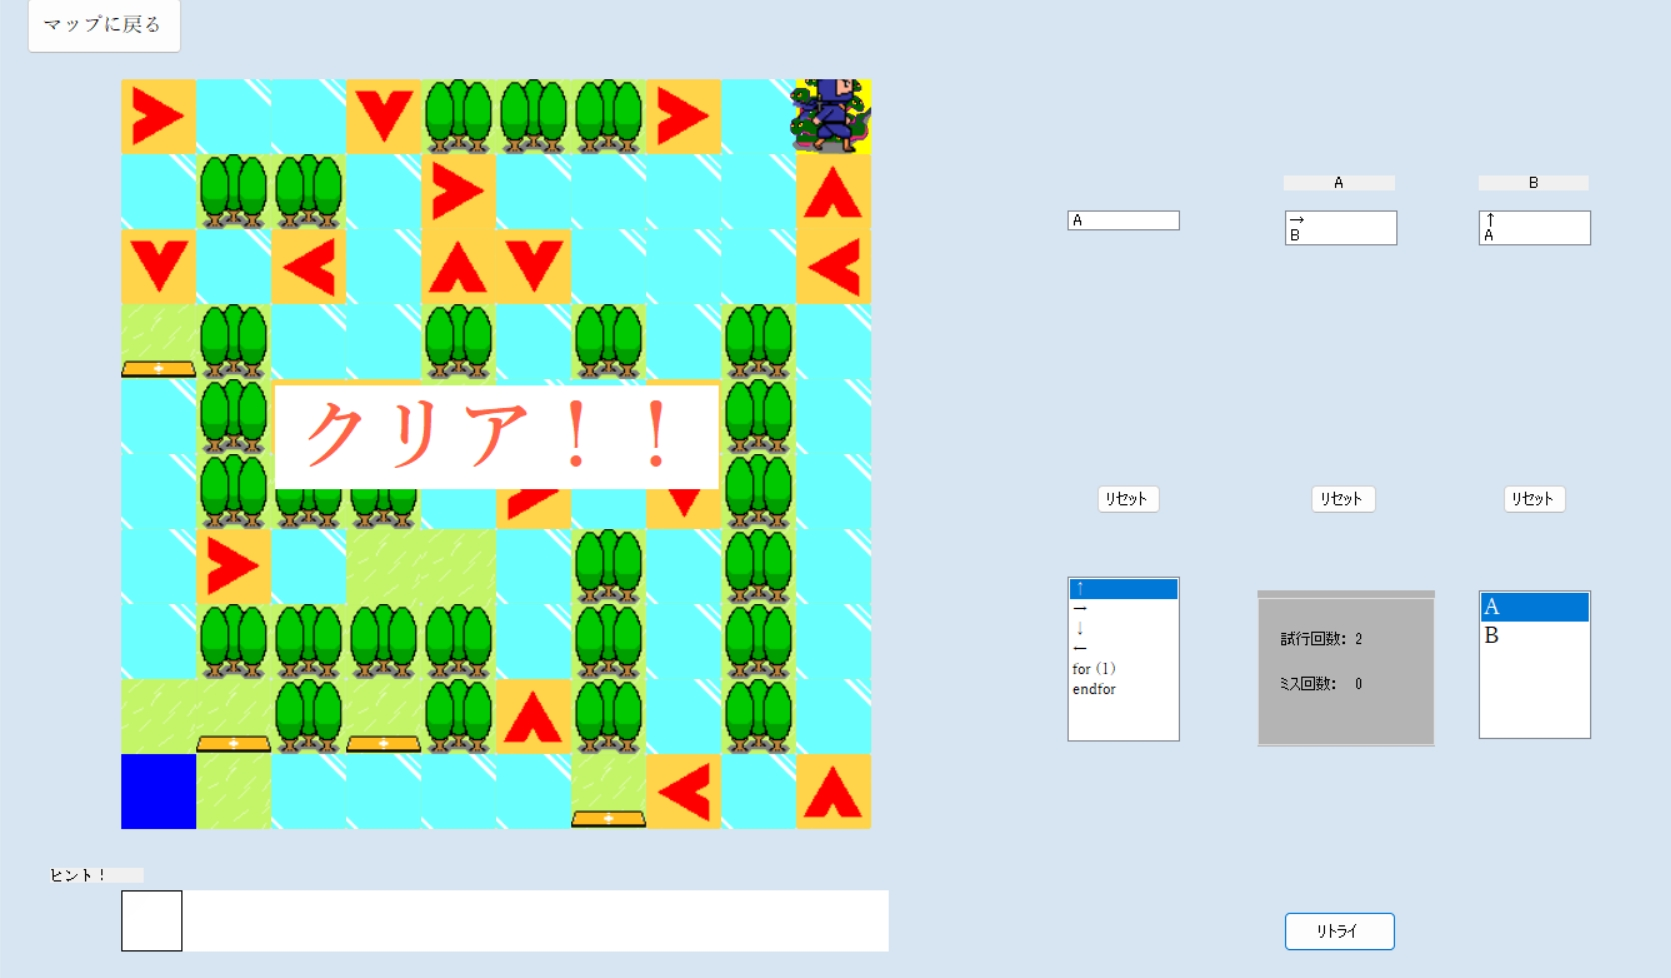 マップに戻る
A
B
A
→
B
↑
A
クリア！！
リセット
リセット
リセット
↑
→
↓
←
for (1)
endfor
試行回数: 2
ミス回数: 0
A
B
ヒント！
リトライ